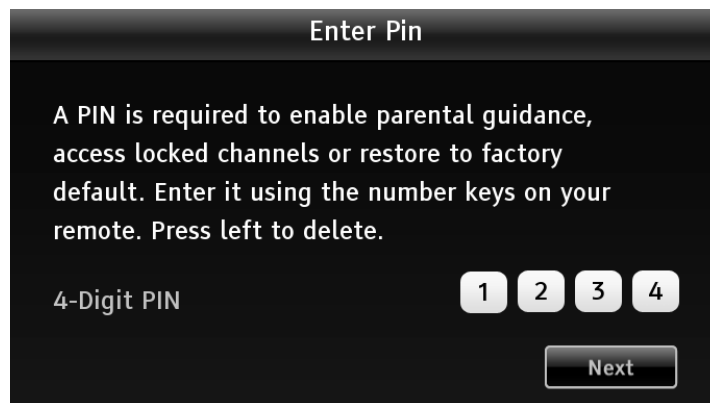 Enter Pin
A PIN is required to enable parental guidance,
access locked channels or restore to factory
default. Enter it using the number keys on your
remote. Press left to delete.
4-Digit PIN 1 2 3 4
Next